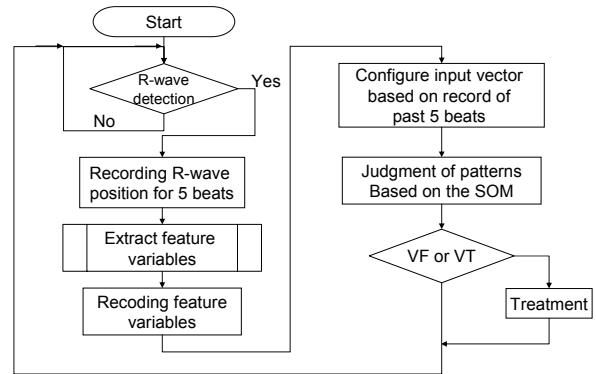 Start
R-wave
detection
Yes
No
Recording R-wave
position for 5 beats
Extract feature
variables
Recoding feature
variables
Configure input vector
based on record of
past 5 beats
Judgment of patterns
Based on the SOM
VF or VT
Treatment